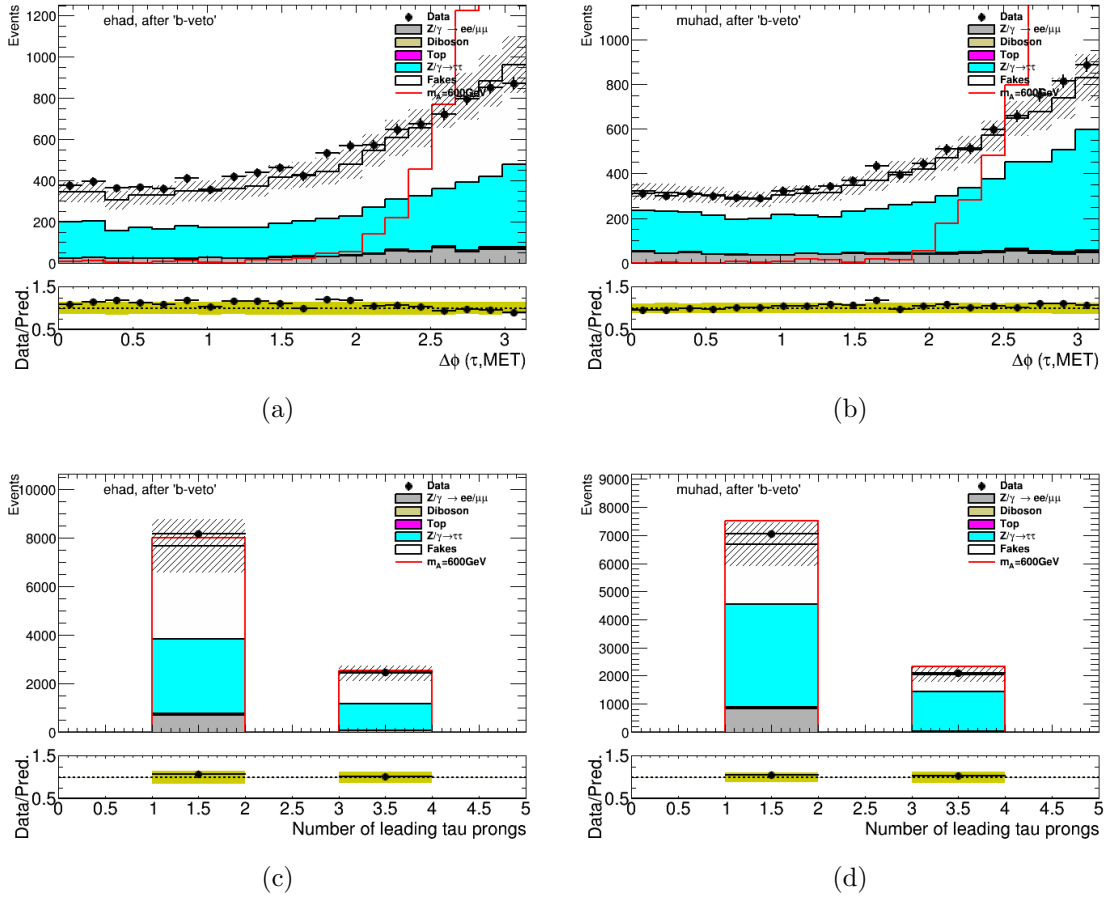 ehad, after 'b-veto'
Events
Data
Z/γ → ee/μμ
Diboson
Top
Z/γ→ττ
Fakes
m_A=600GeV
1200
1000
800
600
400
200
0
Data/Pred.
1.5
0.5
0 0.5 1 1.5 2 2.5 3
Δϕ (τ,MET)
(a)
muhad, after 'b-veto'
Events
Data
Z/γ → ee/μμ
Diboson
Top
Z/γ→ττ
Fakes
m_A=600GeV
1200
1000
800
600
400
200
0
Data/Pred.
1.5
0.5
0 0.5 1 1.5 2 2.5 3
Δϕ (τ,MET)
(b)
ehad, after 'b-veto'
Events
Data
Z/γ → ee/μμ
Diboson
Top
Z/γ→ττ
Fakes
m_A=600GeV
10000
8000
6000
4000
2000
0
Data/Pred.
1.5
0.5
0 0.5 1 1.5 2 2.5 3 3.5 4 4.5 5
Number of leading tau prongs
(c)
muhad, after 'b-veto'
Events
Data
Z/γ → ee/μμ
Diboson
Top
Z/γ→ττ
Fakes
m_A=600GeV
9000
8000
7000
6000
5000
4000
3000
2000
1000
0
Data/Pred.
1.5
0.5
0 0.5 1 1.5 2 2.5 3 3.5 4 4.5 5
Number of leading tau prongs
(d)